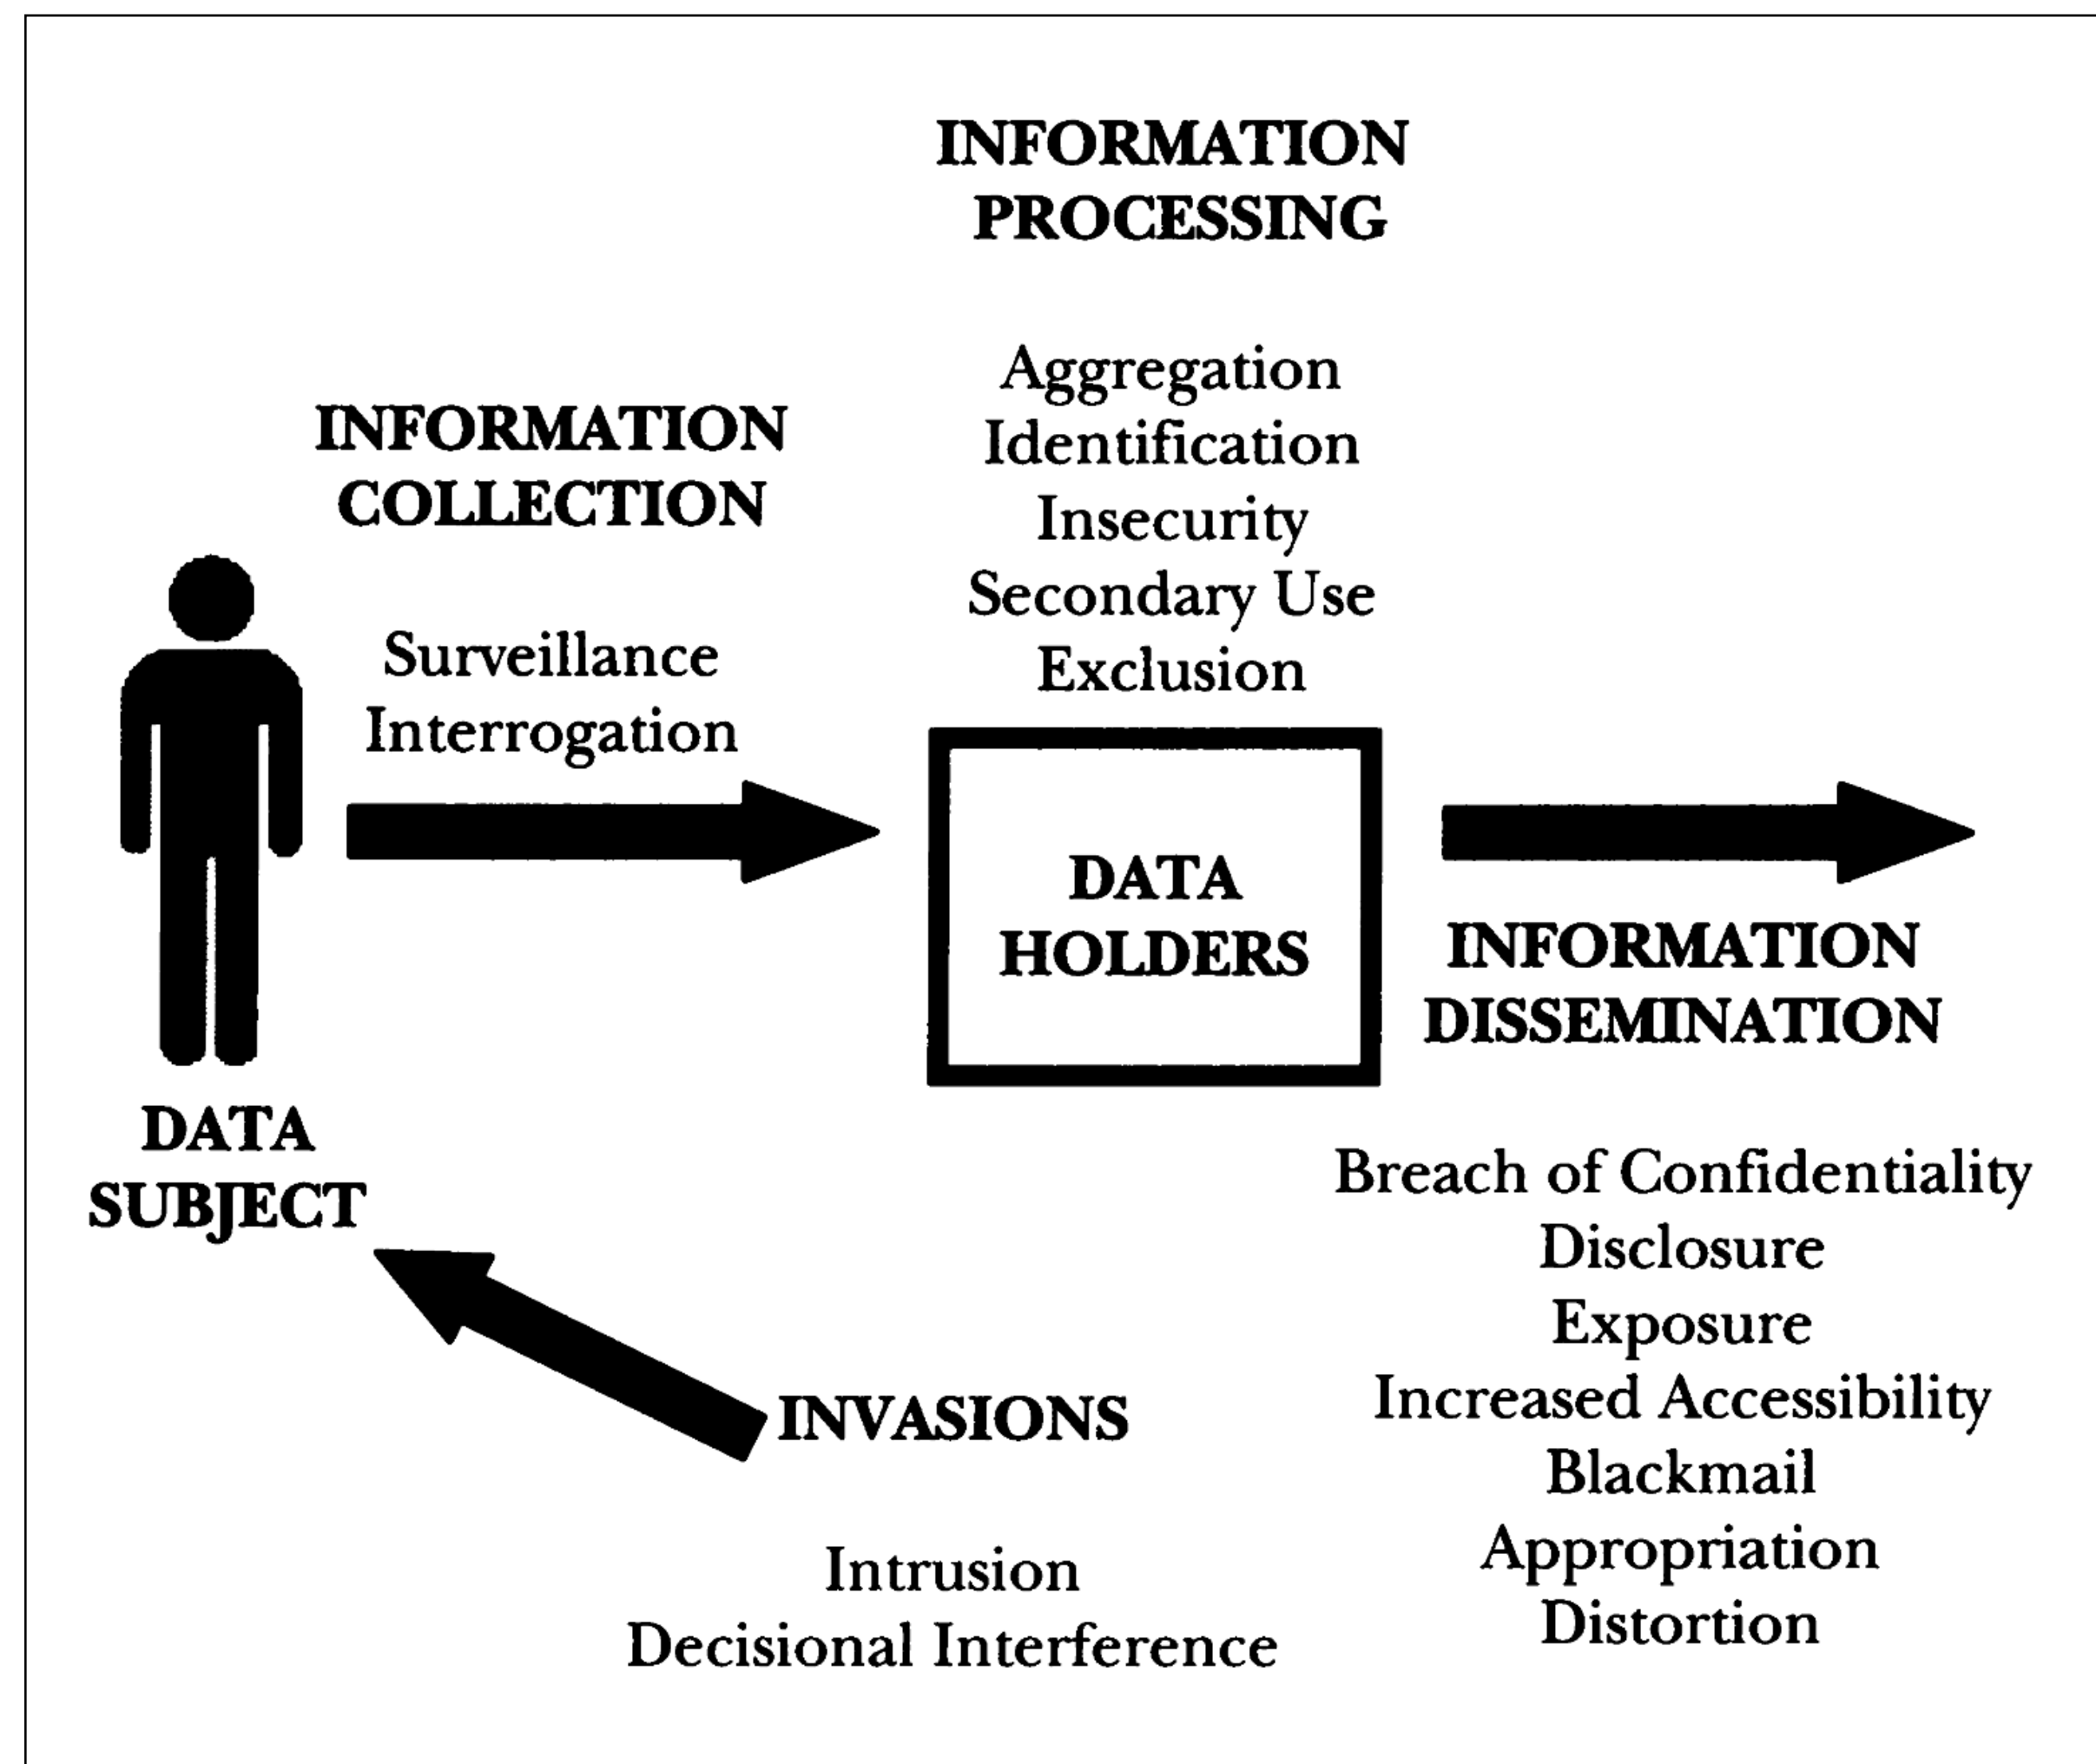 INFORMATION
PROCESSING
Aggregation
Identification
Insecurity
Secondary Use
Exclusion
INFORMATION
COLLECTION
Surveillance
Interrogation
DATA
HOLDERS
INFORMATION
DISSEMINATION
Breach of Confidentiality
Disclosure
Exposure
Increased Accessibility
Blackmail
Appropriation
Distortion
DATA
SUBJECT
INVASIONS
Intrusion
Decisional Interference